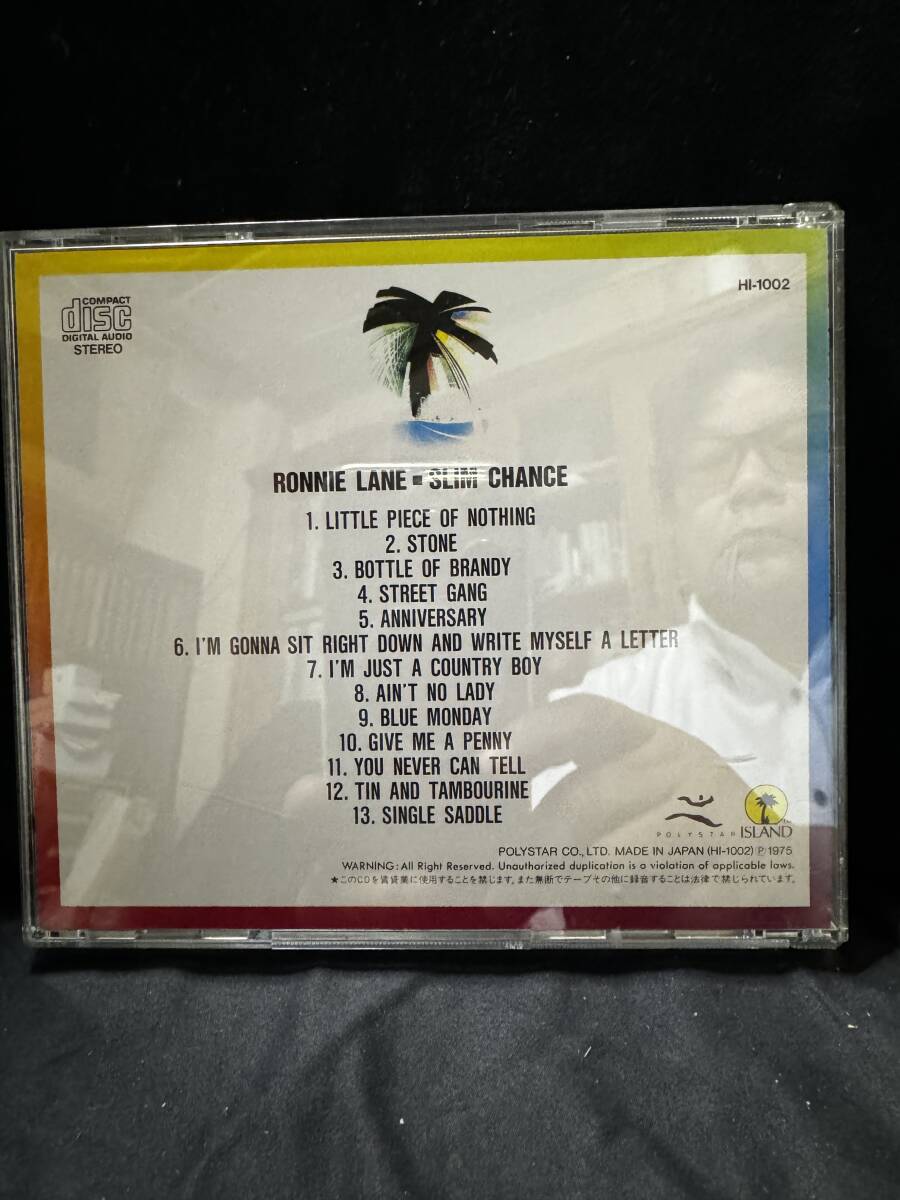 HI-1002
COMPACT
disc
DIGITAL AUDIO
STEREO
RONNIE LANE ▪ SLIM CHANCE
1. LITTLE PIECE OF NOTHING
2. STONE
3. BOTTLE OF BRANDY
4. STREET GANG
5. ANNIVERSARY
6. I'M GONNA SIT RIGHT DOWN AND WRITE MYSELF A LETTER
7. I'M JUST A COUNTRY BOY
8. AIN'T NO LADY
9. BLUE MONDAY
10. GIVE ME A PENNY
11. YOU NEVER CAN TELL
12. TIN AND TAMBOURINE
13. SINGLE SADDLE
POLYSTAR ISLAND
POLYSTAR CO., LTD. MADE IN JAPAN (HI-1002) Ⓟ 1975
WARNING: All Right Reserved. Unauthorized duplication is a violation of applicable laws.
★このCDを賃貸業に使用することを禁じます。また無断でテープその他に録音することは法律で禁じられています。